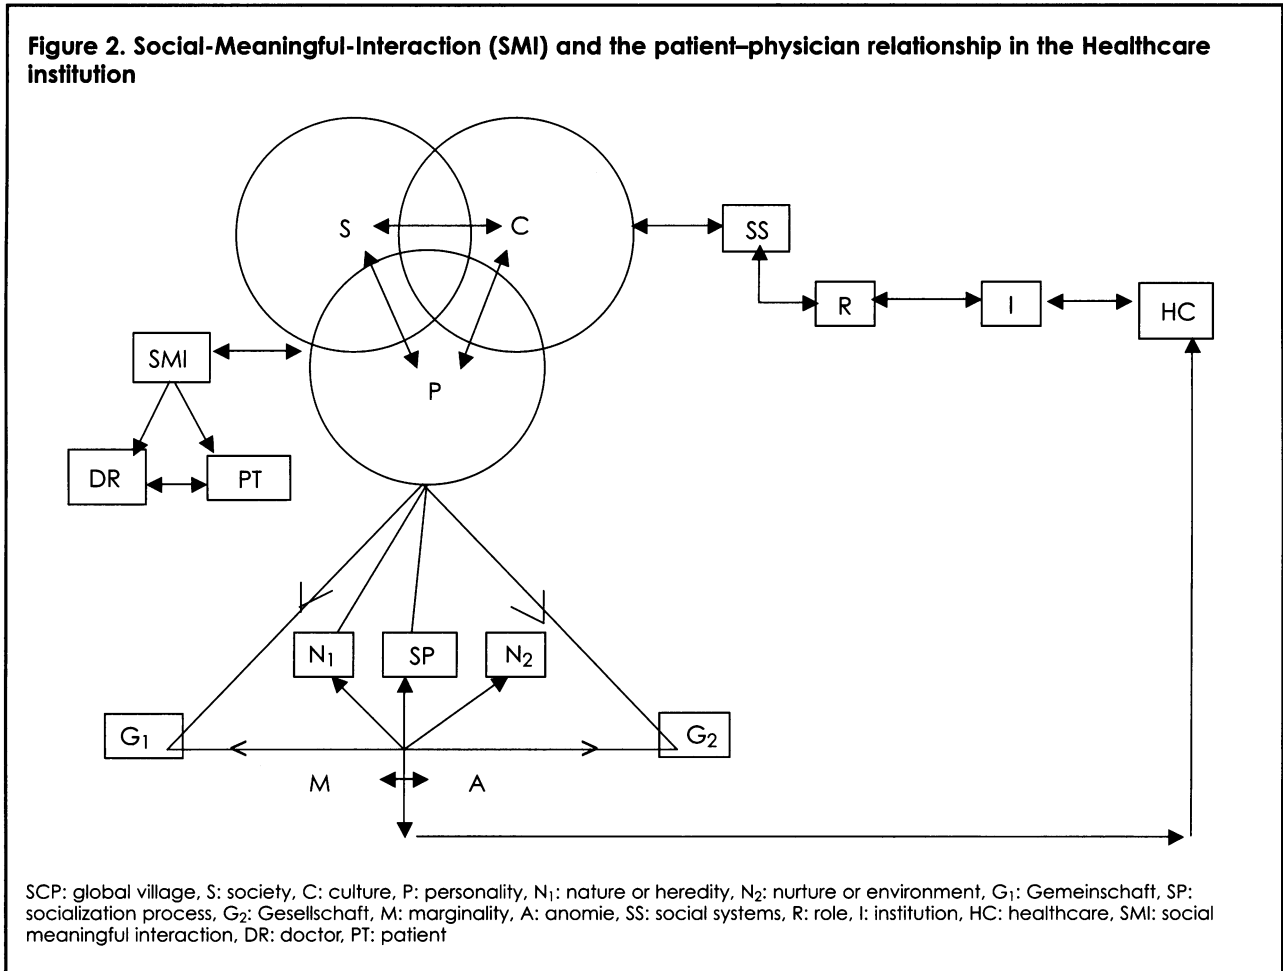 Figure 2. Social-Meaningful-Interaction (SMI) and the patient–physician relationship in the Healthcare
institution
S
C
SS
R
I
HC
SMI
P
DR
PT
N₁
SP
N₂
G₁
G₂
M
A
SCP: global village, S: society, C: culture, P: personality, N₁: nature or heredity, N₂: nurture or environment, G₁: Gemeinschaft, SP:
socialization process, G₂: Gesellschaft, M: marginality, A: anomie, SS: social systems, R: role, I: institution, HC: healthcare, SMI: social
meaningful interaction, DR: doctor, PT: patient